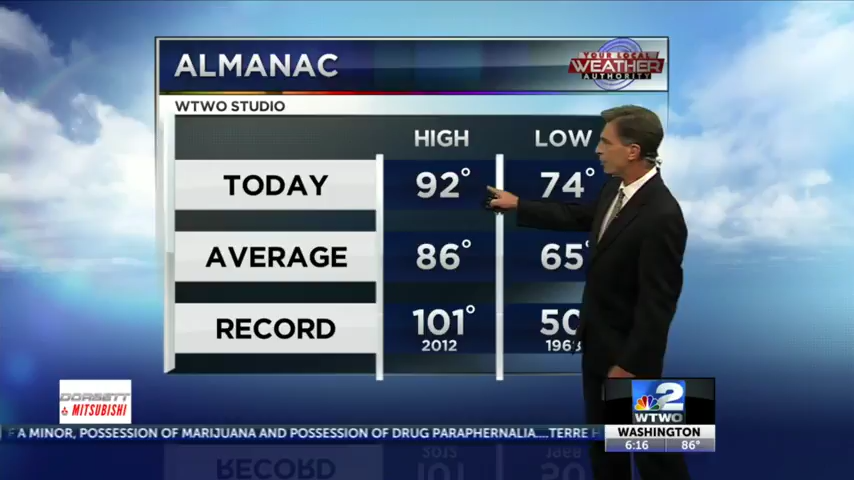 ALMANAC
YOUR LOCAL
WEATHER
AUTHORITY
WTWO STUDIO
HIGH LOW
TODAY 92° 74°
AVERAGE 86° 65°
RECORD 101° 50
2012 1968
DORSETT
MITSUBISHI
2
WTWO
F A MINOR, POSSESSION OF MARIJUANA AND POSSESSION OF DRUG PARAPHERNALIA....TERRE H
WASHINGTON
6:16 86°